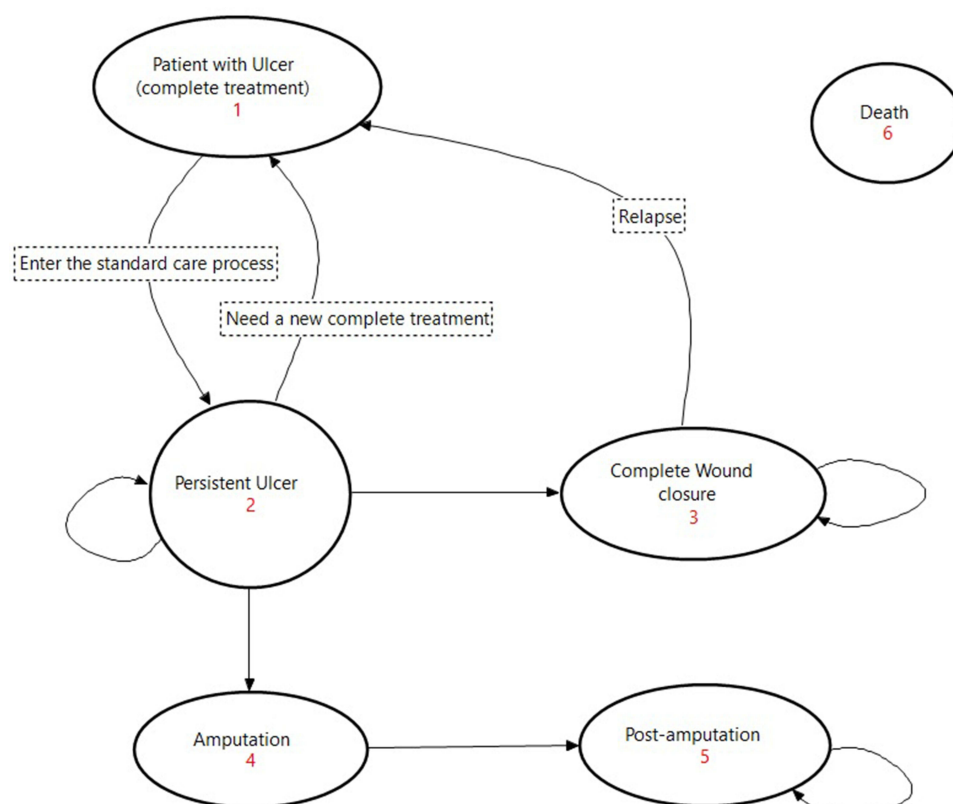 Patient with Ulcer
(complete treatment)
1
Death
6
Relapse
Enter the standard care process
Need a new complete treatment
Persistent Ulcer
2
Complete Wound
closure
3
Amputation
4
Post-amputation
5